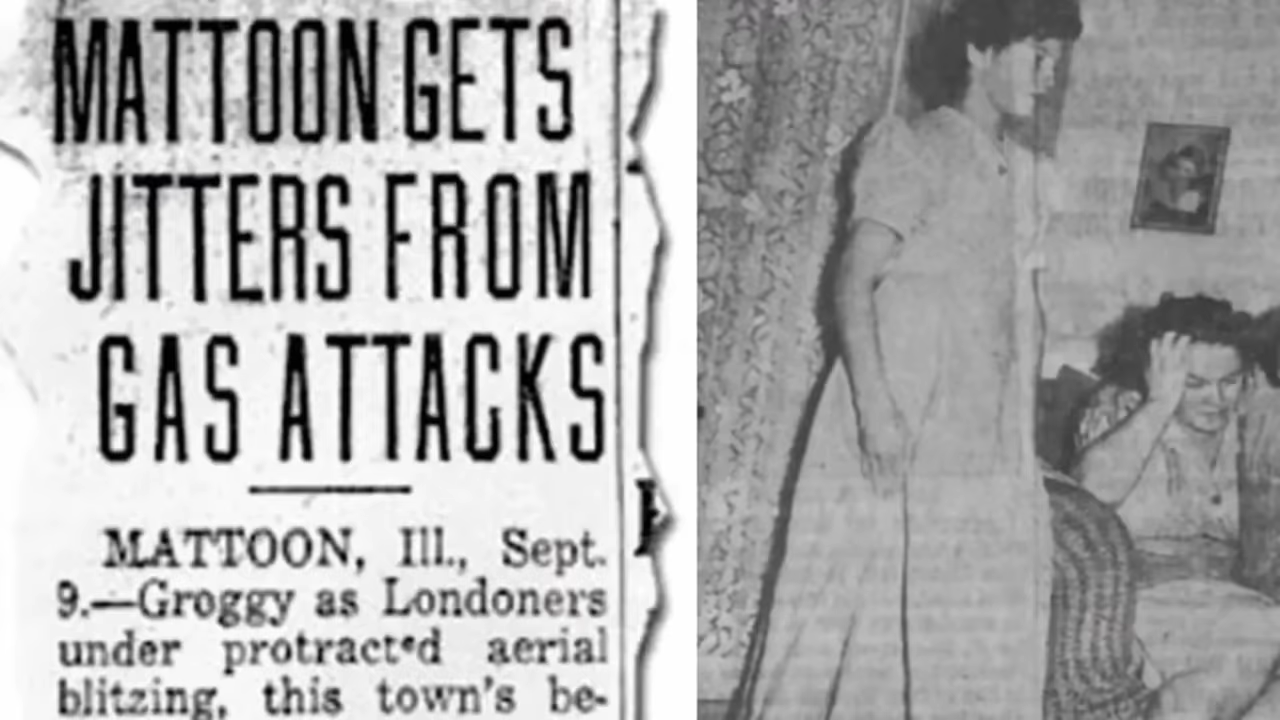 MATTOON GETS
JITTERS FROM
GAS ATTACKS
MATTOON, Ill., Sept.
9.—Groggy as Londoners
under protracted aerial
blitzing, this town's be-